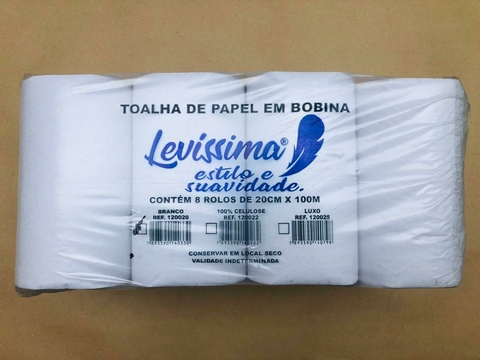 TOALHA DE PAPEL EM BOBINA
Levíssima®
estilo e
suavidade.
CONTÉM 8 ROLOS DE 20CM X 100M
BRANCO 100% CELULOSE LUXO
REF. 120020 REF. 120022 REF. 120025
CONSERVAR EM LOCAL SECO
VALIDADE INDETERMINADA